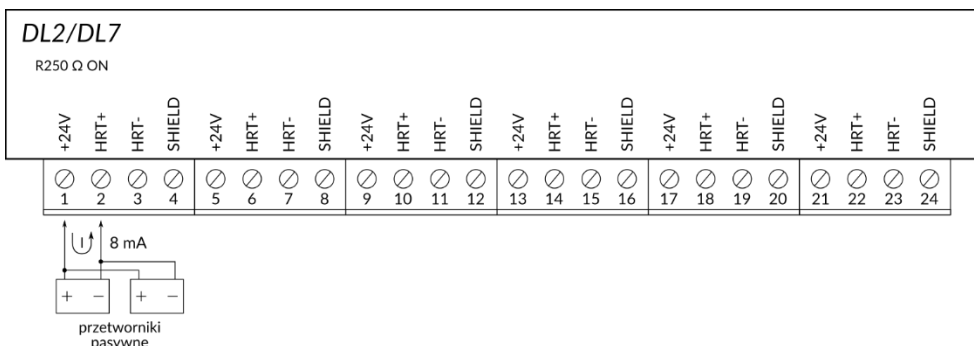 DL2/DL7
R250 Ω ON
+24V HRT+ HRT- SHIELD +24V HRT+ HRT- SHIELD +24V HRT+ HRT- SHIELD +24V HRT+ HRT- SHIELD +24V HRT+ HRT- SHIELD +24V HRT+ HRT- SHIELD
1 2 3 4 5 6 7 8 9 10 11 12 13 14 15 16 17 18 19 20 21 22 23 24
I 8 mA
+ − + −
przetworniki
pasywne